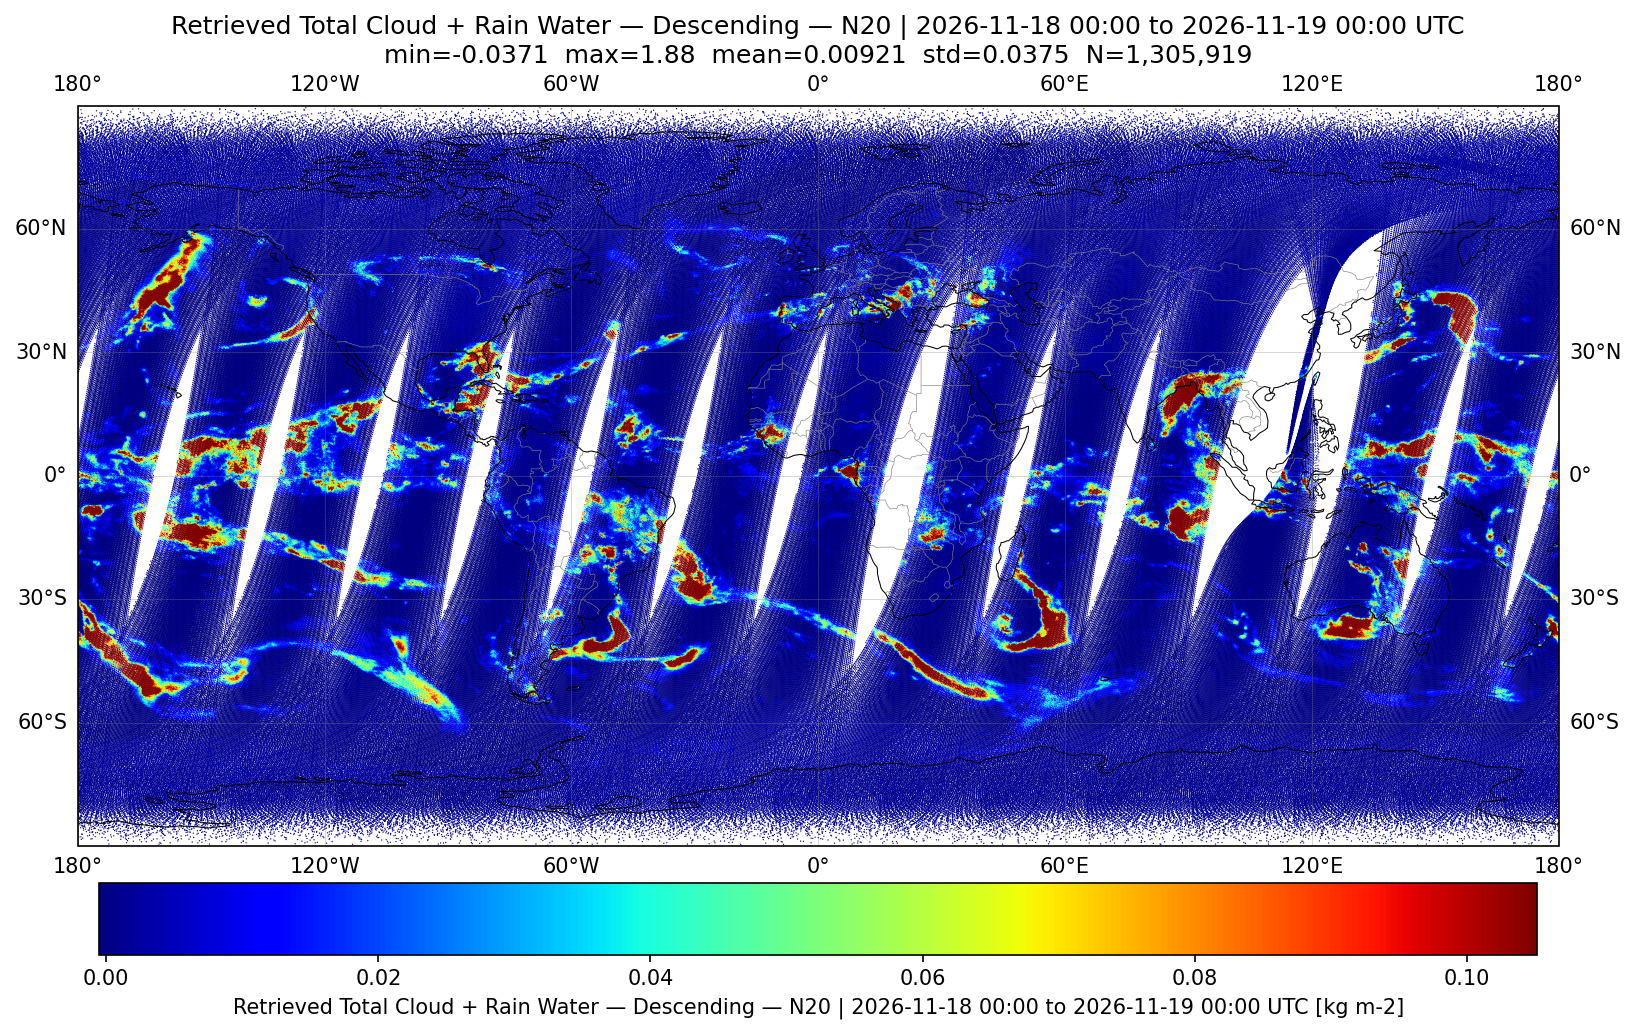 Retrieved Total Cloud + Rain Water — Descending — N20 | 2026-11-18 00:00 to 2026-11-19 00:00 UTC
min=-0.0371  max=1.88  mean=0.00921  std=0.0375  N=1,305,919
180° 120°W 60°W 0° 60°E 120°E 180°
60°N 60°N
30°N 30°N
0° 0°
30°S 30°S
60°S 60°S
180° 120°W 60°W 0° 60°E 120°E 180°
0.00 0.02 0.04 0.06 0.08 0.10
Retrieved Total Cloud + Rain Water — Descending — N20 | 2026-11-18 00:00 to 2026-11-19 00:00 UTC [kg m-2]